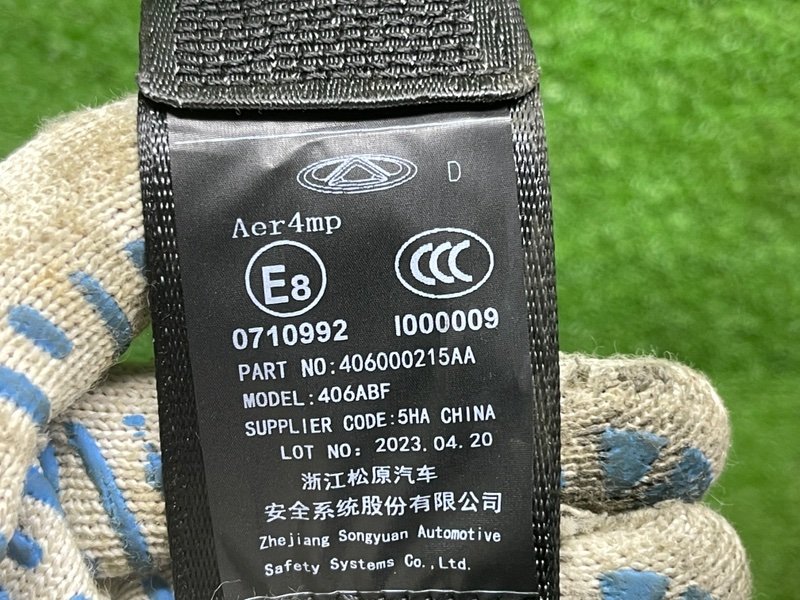 D
Aer4mp
E8
CCC
0710992 I000009
PART NO:406000215AA
MODEL:406ABF
SUPPLIER CODE:5HA CHINA
LOT NO: 2023.04.20
浙江松原汽车
安全系统股份有限公司
Zhejiang Songyuan Automotive
Safety Systems Co.,Ltd.